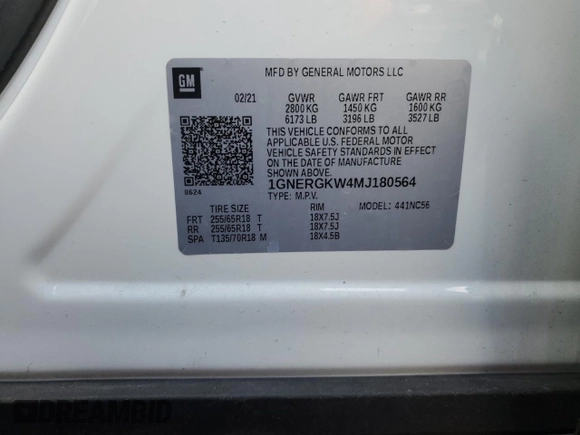 GM
MFD BY GENERAL MOTORS LLC
02/21 GVWR GAWR FRT GAWR RR
2800 KG 1450 KG 1600 KG
6173 LB 3196 LB 3527 LB
THIS VEHICLE CONFORMS TO ALL
APPLICABLE U.S. FEDERAL MOTOR
VEHICLE SAFETY STANDARDS IN EFFECT
ON THE DATE OF MANUFACTURE
SHOWN ABOVE.
0624
1GNERGKW4MJ180564
TYPE: M.P.V. MODEL: 441NC56
TIRE SIZE RIM
FRT 255/65R18 T 18X7.5J
RR 255/65R18 T 18X7.5J
SPA T135/70R18 M 18X4.5B
DREAMBID